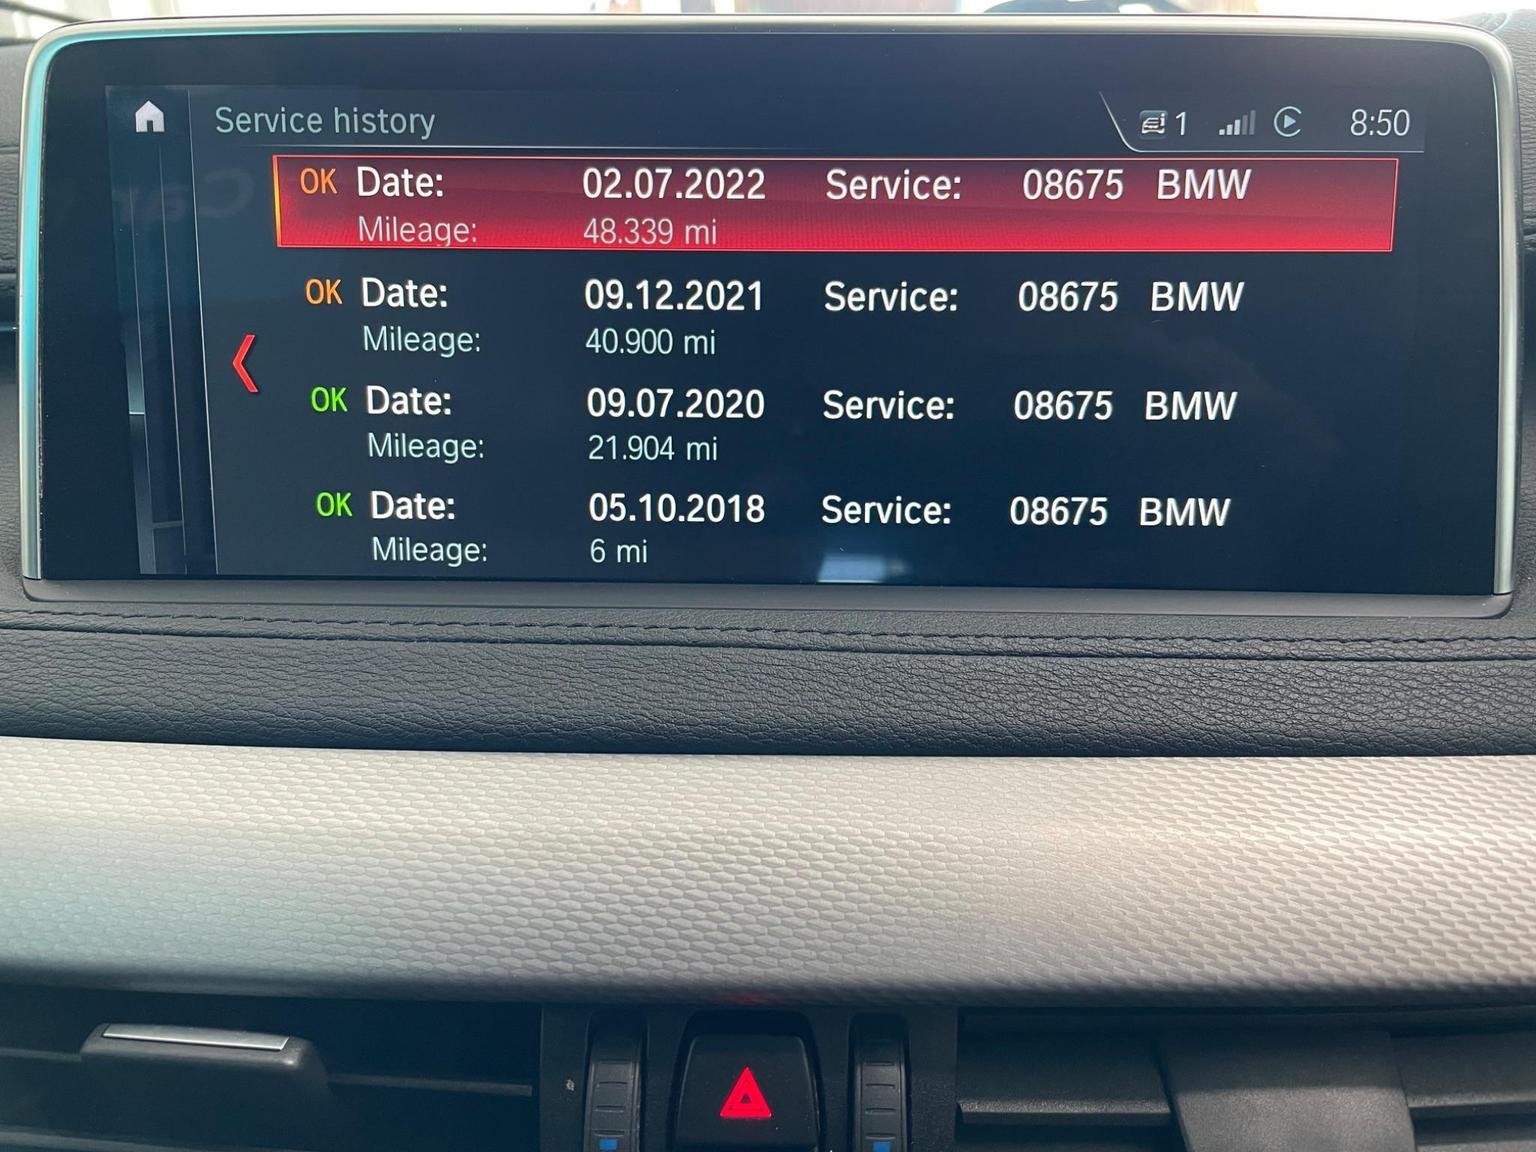 Service history 1 8:50
OK Date: 02.07.2022 Service: 08675 BMW
Mileage: 48.339 mi
OK Date: 09.12.2021 Service: 08675 BMW
Mileage: 40.900 mi
OK Date: 09.07.2020 Service: 08675 BMW
Mileage: 21.904 mi
OK Date: 05.10.2018 Service: 08675 BMW
Mileage: 6 mi